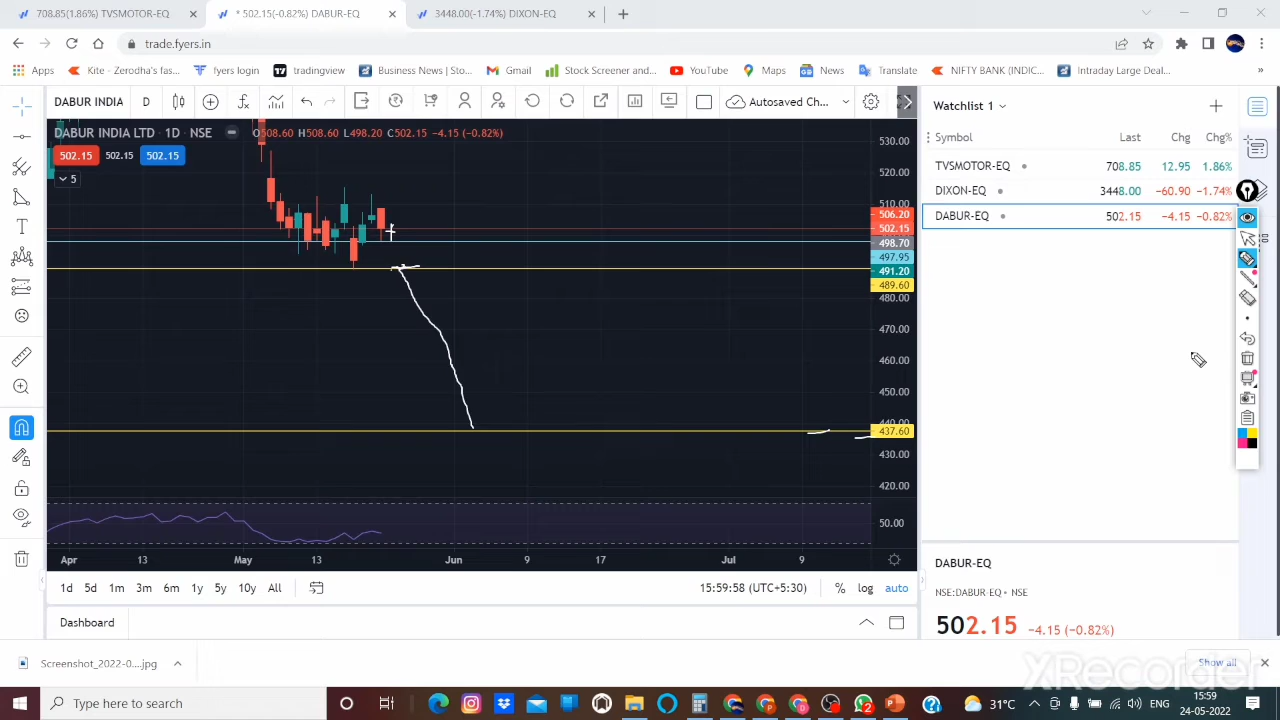 708.85(1.86%) TVSMOTOR-EQ
* 502.15(-0.82%) DABUR-EQ
3448.00(-1.74%) DIXON-EQ
trade.fyers.in
Apps
Kite - Zerodha's fas...
fyers login
tradingview
Business News | Sto...
Gmail
Stock Screener and...
YouTube
Maps
News
Translate
NIFTY BANK (INDIC...
Intraday Large Deal...
»
DABUR INDIA
D
Autosaved Ch...
Watchlist 1
DABUR INDIA LTD · 1D · NSE
O508.60 H508.60 L498.20 C502.15 −4.15 (−0.82%)
502.15
502.15
502.15
5
Symbol Last Chg Chg%
TVSMOTOR-EQ 708.85 12.95 1.86%
DIXON-EQ 3448.00 −60.90 −1.74%
DABUR-EQ 502.15 −4.15 −0.82%
530.00
520.00
510.00
506.20
502.15
498.70
497.95
491.20
489.60
480.00
470.00
460.00
450.00
440.00
437.60
430.00
420.00
50.00
Apr 13 May 13 Jun 9 17 Jul 9
1d 5d 1m 3m 6m 1y 5y 10y All
15:59:58 (UTC+5:30)
% log auto
Dashboard
DABUR-EQ
NSE:DABUR-EQ • NSE
502.15 −4.15 (−0.82%)
Screenshot_2022-0....jpg
Show all
XRecorder
Type here to search
31°C
ENG
15:59
24-05-2022
2